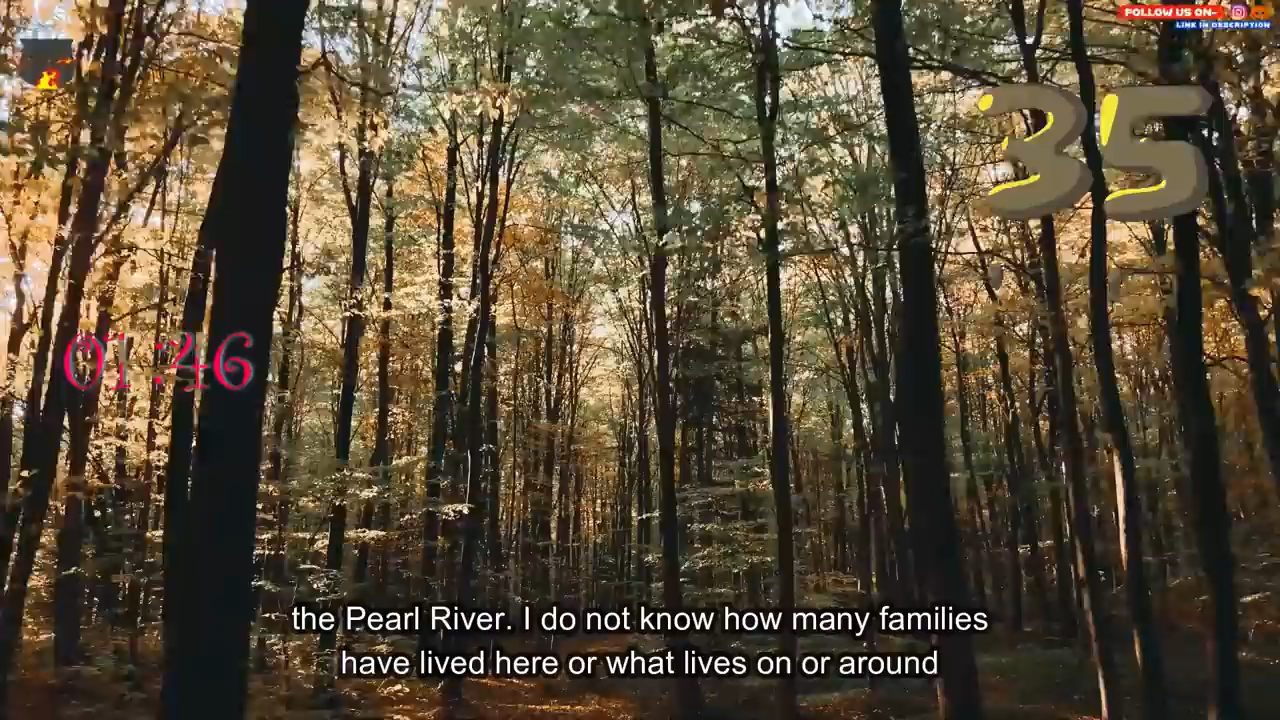 FOLLOW US ON-
LINK IN DESCRIPTION
35
01:46
the Pearl River. I do not know how many families
have lived here or what lives on or around